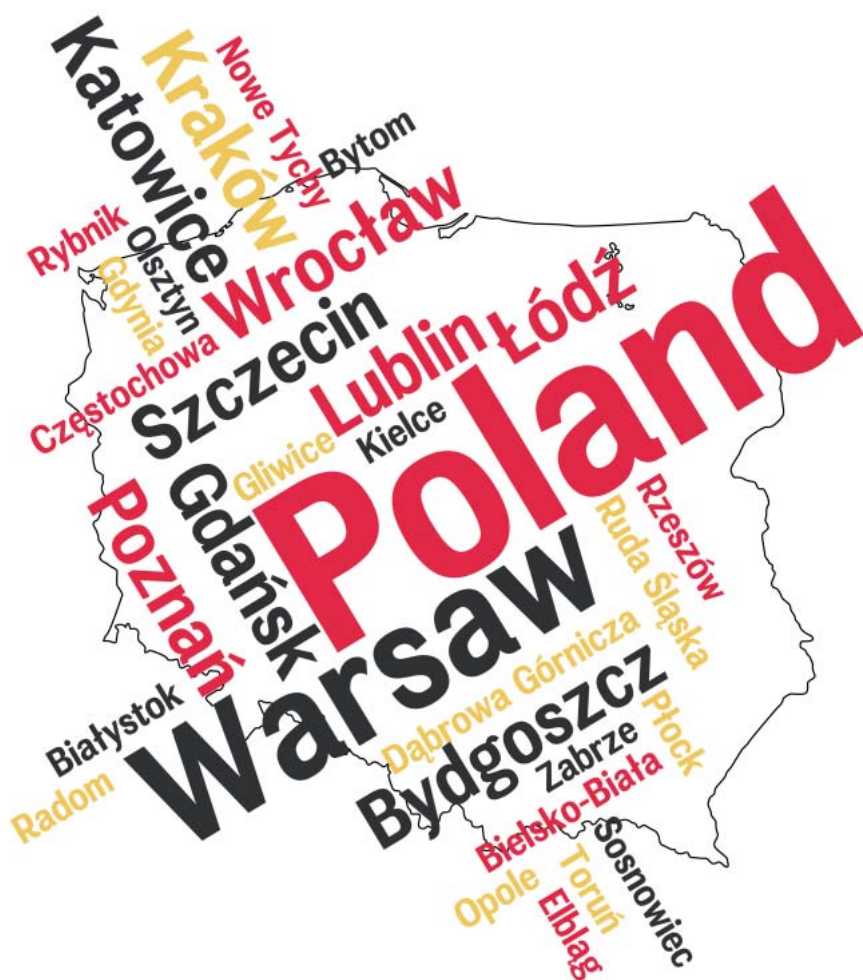 Katowice
Kraków
Nowe Tychy
Bytom
Rybnik
Olsztyn
Gdynia
Wrocław
Częstochowa
Szczecin
Lublin
Łódź
Gliwice
Kielce
Poland
Poznań
Gdańsk
Warsaw
Rzeszów
Ruda Śląska
Białystok
Radom
Dąbrowa Górnicza
Bydgoszcz
Płock
Zabrze
Bielsko-Biała
Sosnowiec
Toruń
Opole
Elbląg